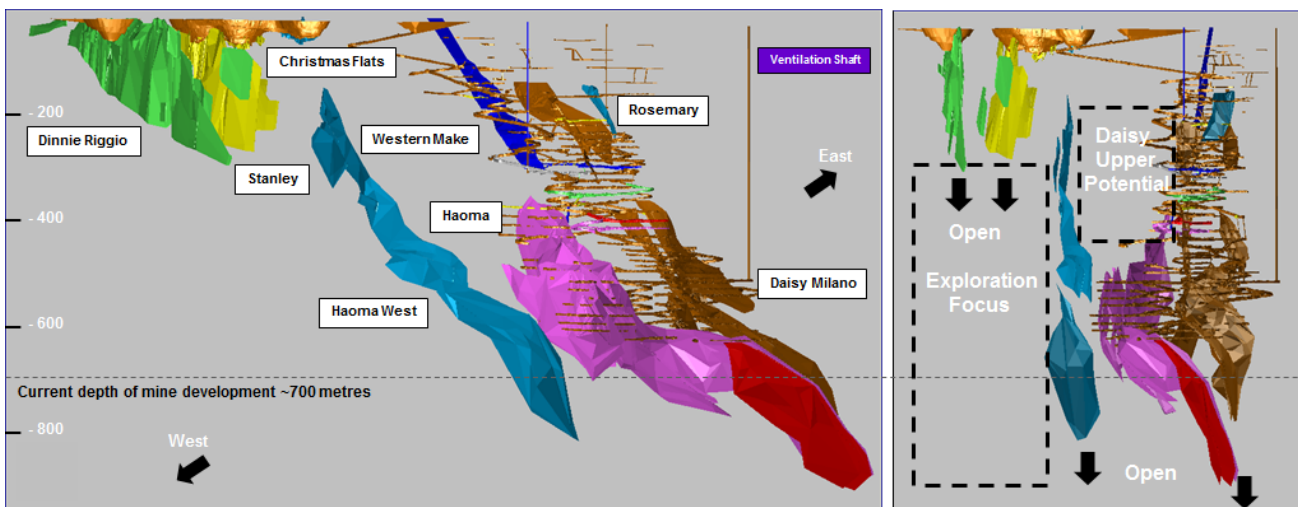 Christmas Flats
Ventilation Shaft
- 200
Dinnie Riggio
Western Make
Rosemary
Stanley
East
- 400
Haoma
Daisy Milano
Haoma West
- 600
Current depth of mine development ~700 metres
- 800
West
Daisy
Upper
Potential
Open
Exploration
Focus
Open